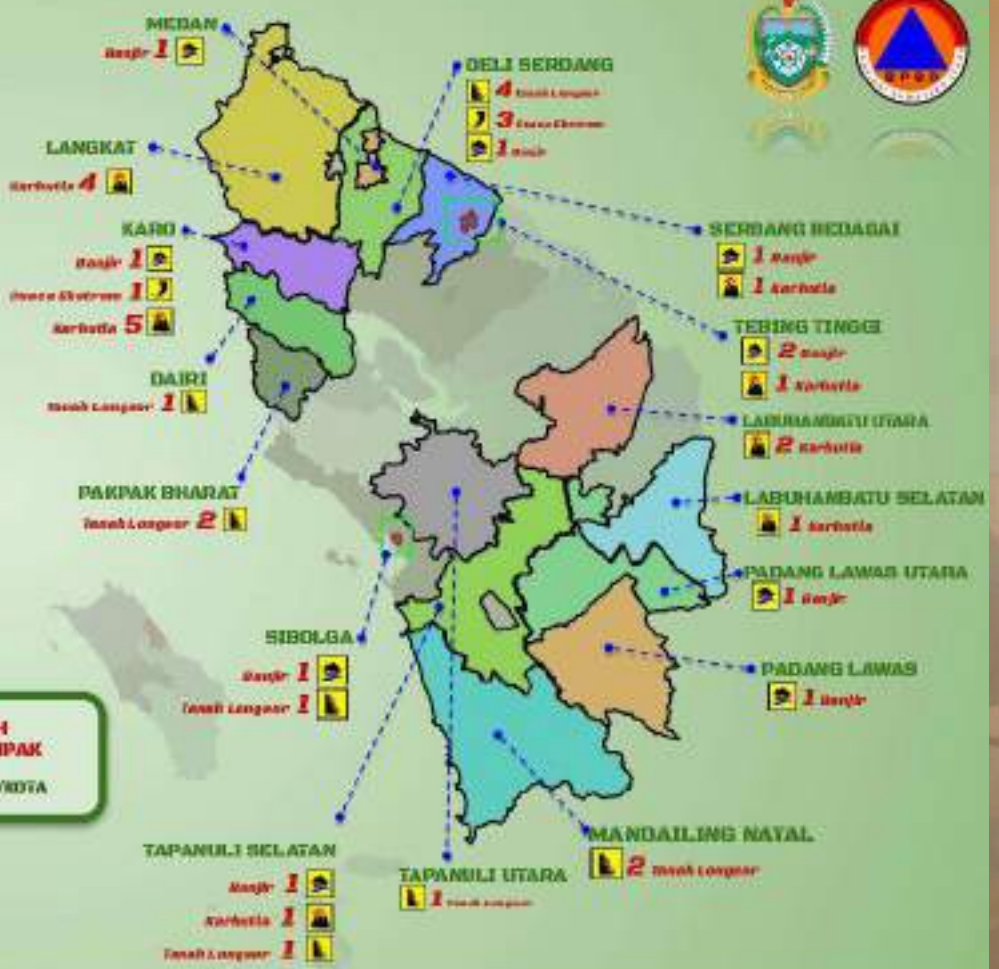 MEDAN
Banjir 1
DELI SERDANG
4 Tanah Longsor
3 Cuaca Ekstrem
1 Banjir
LANGKAT
Karhutla 4
KARO
Banjir 1
Cuaca Ekstrem 1
Karhutla 5
DAIRI
Tanah Longsor 1
PAKPAK BHARAT
Tanah Longsor 2
SERDANG BEDAGAI
1 Banjir
1 Karhutla
TEBING TINGGI
2 Banjir
1 Karhutla
LABUHANBATU UTARA
2 Karhutla
LABUHANBATU SELATAN
1 Karhutla
PADANG LAWAS UTARA
1 Banjir
PADANG LAWAS
1 Banjir
SIBOLGA
Banjir 1
Tanah Longsor 1
H
MPAK
/KOTA
MANDAILING NATAL
2 Tanah Longsor
TAPANULI SELATAN
Banjir 1
Karhutla 1
Tanah Longsor 1
TAPANULI UTARA
1 Tanah Longsor
BPBD